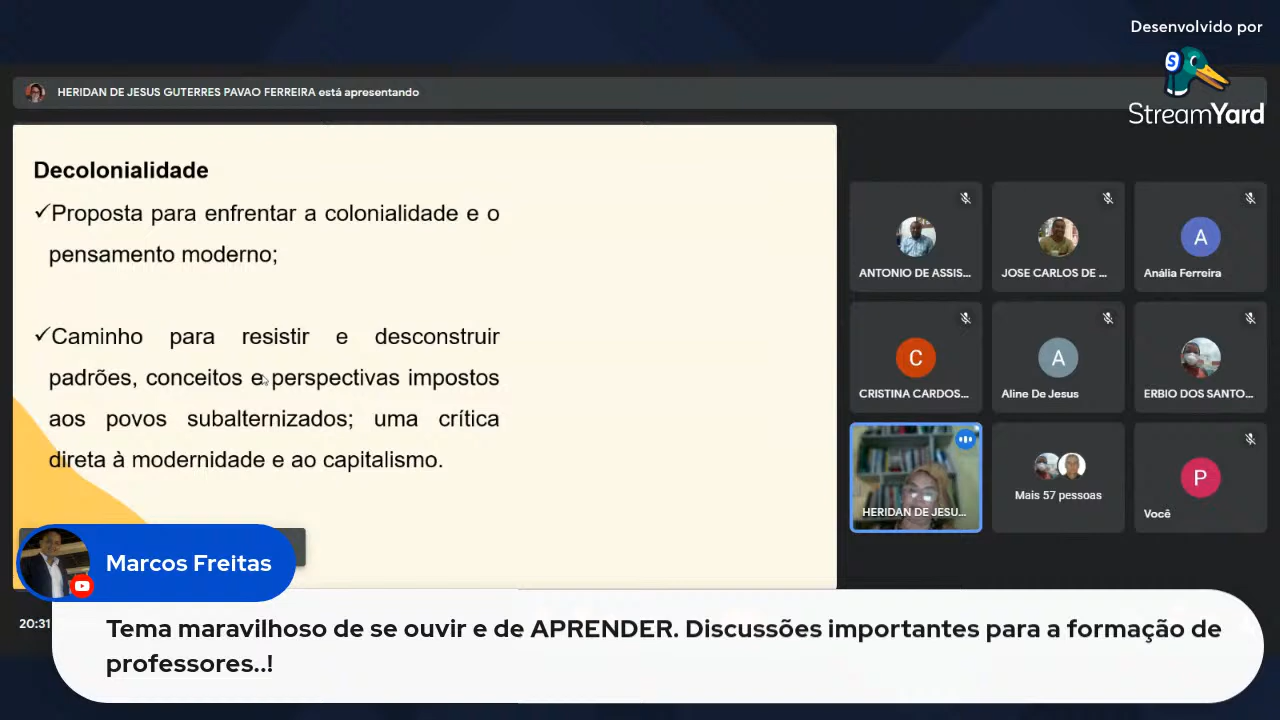 Desenvolvido por
S
StreamYard
HERIDAN DE JESUS GUTERRES PAVAO FERREIRA está apresentando
Decolonialidade
✓Proposta para enfrentar a colonialidade e o
pensamento moderno;
✓Caminho para resistir e desconstruir
padrões, conceitos e perspectivas impostos
aos povos subalternizados; uma crítica
direta à modernidade e ao capitalismo.
ANTONIO DE ASSIS...
JOSE CARLOS DE ...
A
Anália Ferreira
C
CRISTINA CARDOS...
A
Aline De Jesus
ERBIO DOS SANTO...
HERIDAN DE JESU...
Mais 57 pessoas
P
Você
Marcos Freitas
20:31
Tema maravilhoso de se ouvir e de APRENDER. Discussões importantes para a formação de
professores..!